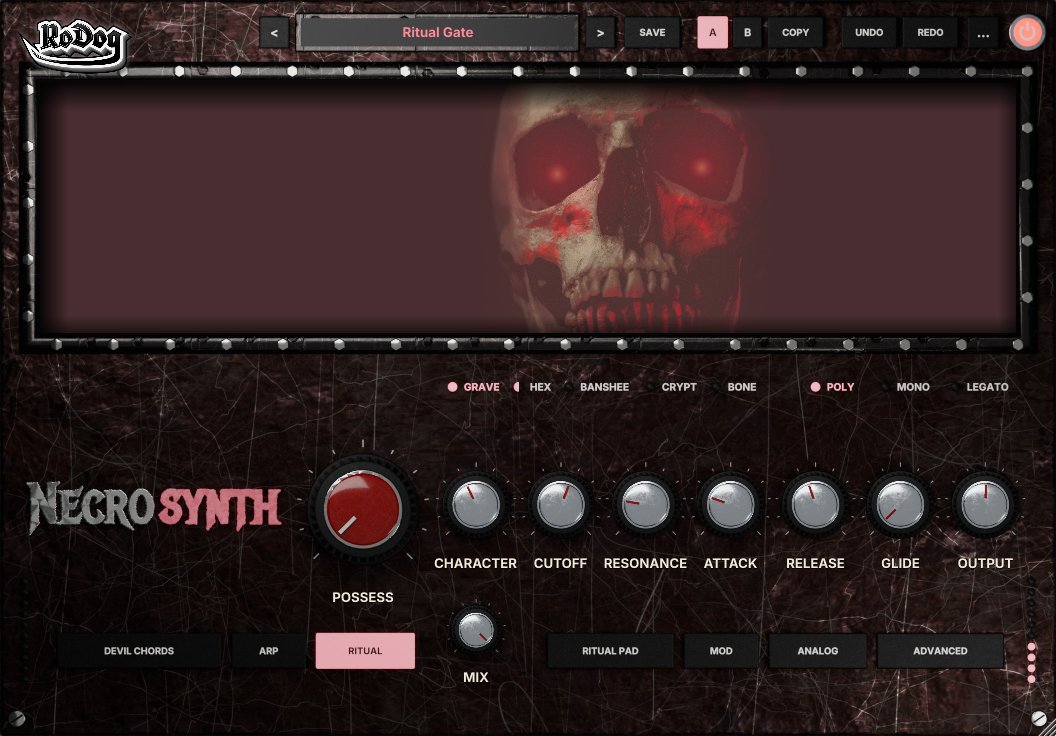 RoDog
< Ritual Gate > SAVE A B COPY UNDO REDO ...
GRAVE HEX BANSHEE CRYPT BONE POLY MONO LEGATO
NECROSYNTH
CHARACTER CUTOFF RESONANCE ATTACK RELEASE GLIDE OUTPUT
POSSESS
DEVIL CHORDS ARP RITUAL RITUAL PAD MOD ANALOG ADVANCED
MIX